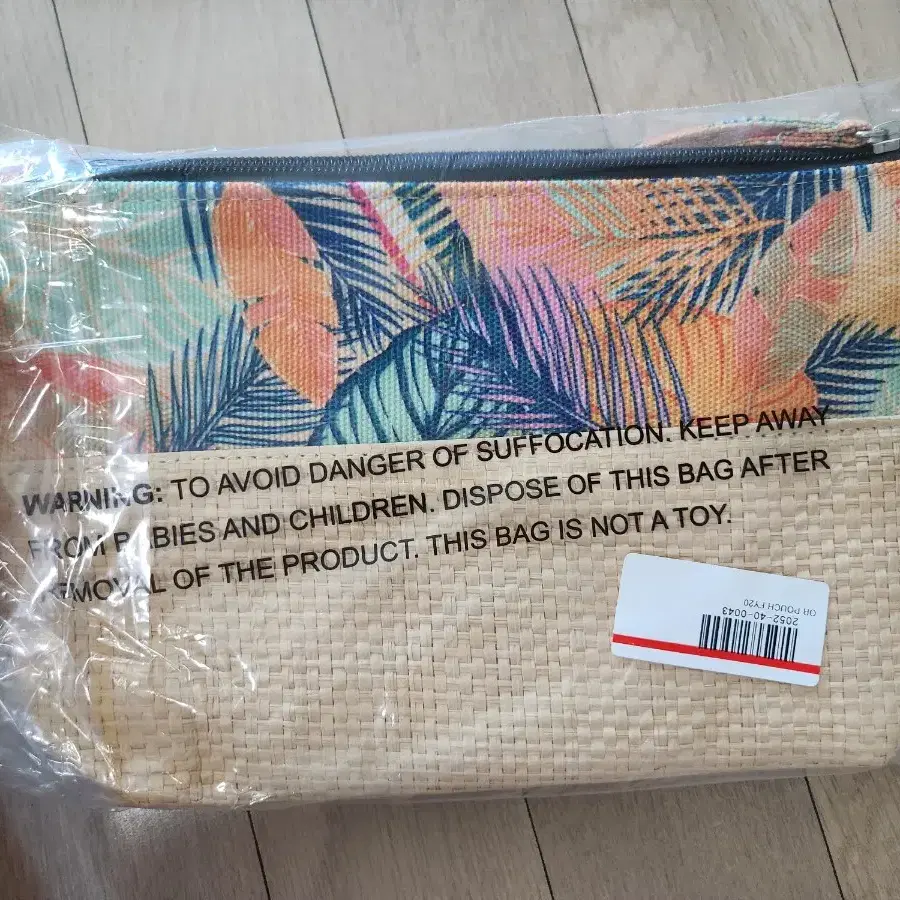 WARNING: TO AVOID DANGER OF SUFFOCATION. KEEP AWAY
FROM BABIES AND CHILDREN. DISPOSE OF THIS BAG AFTER
REMOVAL OF THE PRODUCT. THIS BAG IS NOT A TOY.
2052-40-0043
OR POUCH FY20